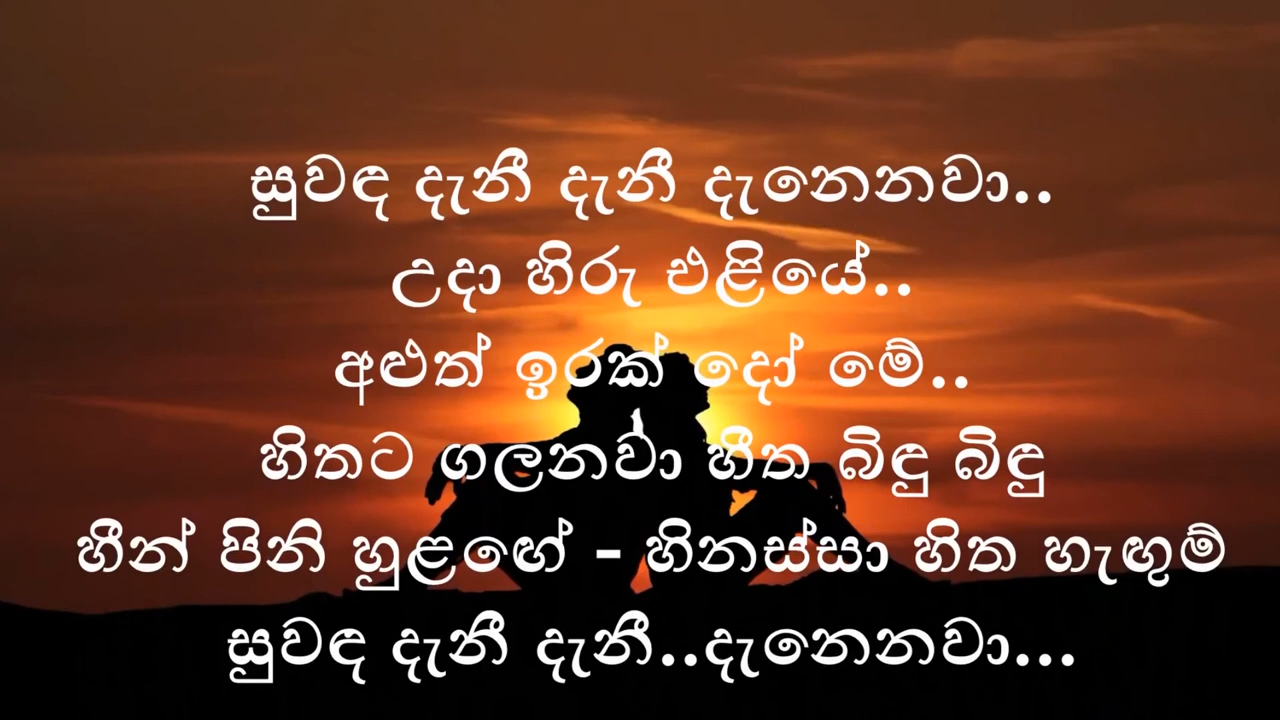 සුවඳ දැනී දැනී දැනෙනවා..
උදා හිරු එළියේ..
අළුත් ඉරක් දෝ මේ..
හිතට ගලනවා හීත බිඳු බිඳු
හීන් පිනි හුළඟේ - හිනස්සා හිත හැඟුම්
සුවඳ දැනී දැනී..දැනෙනවා...